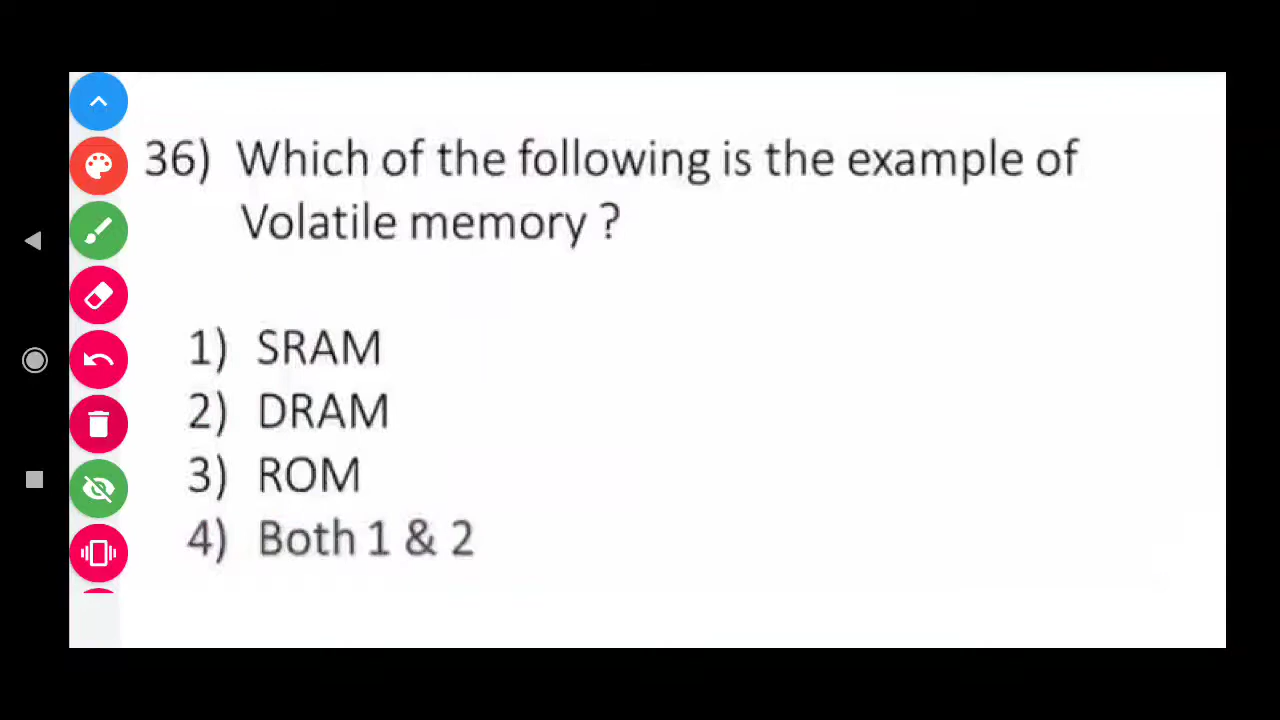 36) Which of the following is the example of
Volatile memory ?
1) SRAM
2) DRAM
3) ROM
4) Both 1 & 2